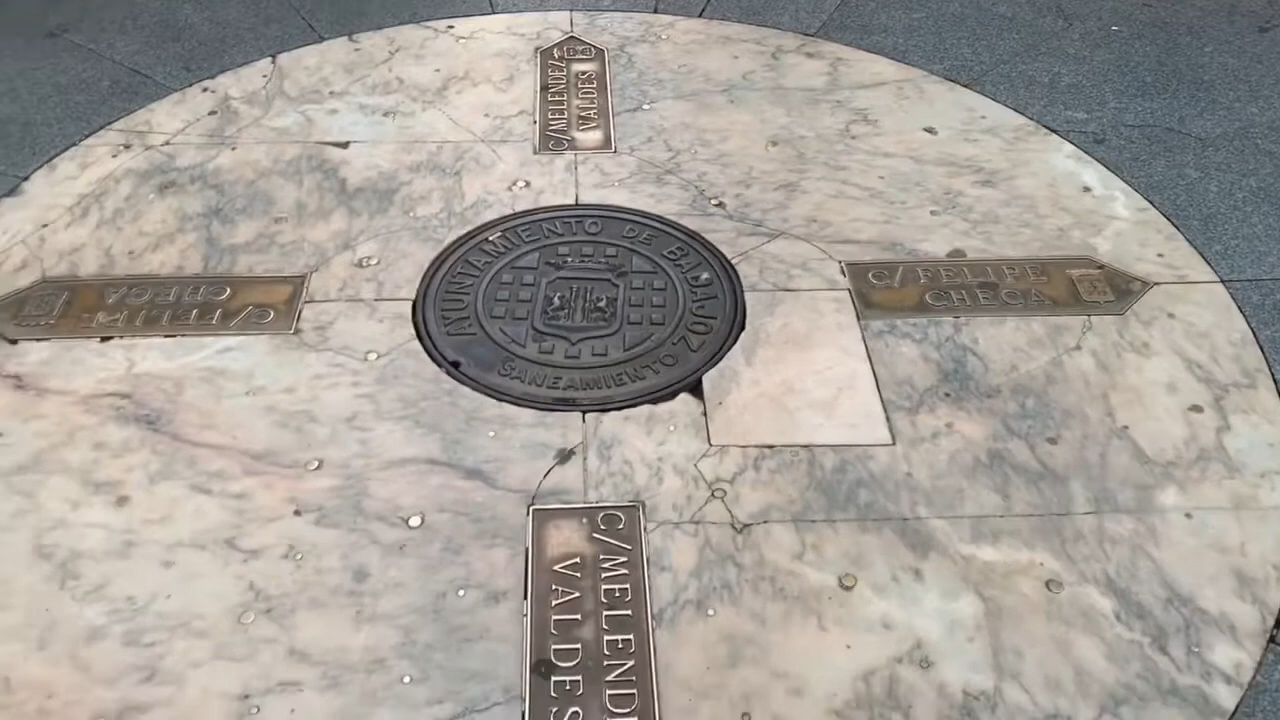 C/MELENDEZ
VALDES
AYUNTAMIENTO DE BADAJOZ
SANEAMIENTO
C/ FELIPE
CHECA
C/ FELIPE
CHECA
C/MELEND
VALDES